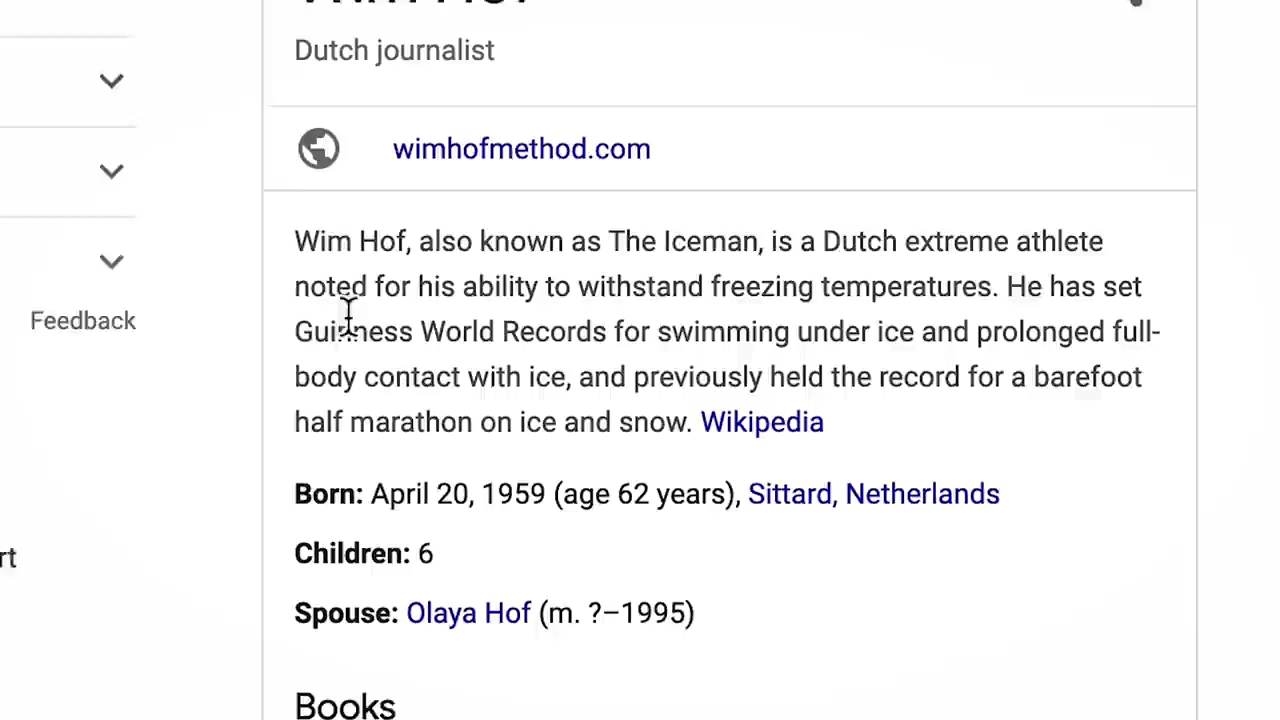 Wim Hof
Dutch journalist
wimhofmethod.com
Wim Hof, also known as The Iceman, is a Dutch extreme athlete
noted for his ability to withstand freezing temperatures. He has set
Guinness World Records for swimming under ice and prolonged full-
body contact with ice, and previously held the record for a barefoot
half marathon on ice and snow. Wikipedia
Born: April 20, 1959 (age 62 years), Sittard, Netherlands
Children: 6
Spouse: Olaya Hof (m. ?–1995)
Books
Feedback
rt